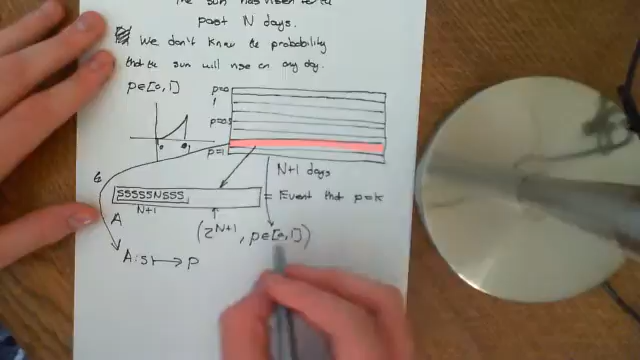 The sun has risen for the
past N days.
We don't know the probability
that the sun will rise on any day.
p∈[0,1]
p=0
p=0.5
p=1
N+1 days
SSSSSNSSS
= Event that p=k
N+1
A
(2^{N+1}, p∈[0,1])
A: S ⟼ p